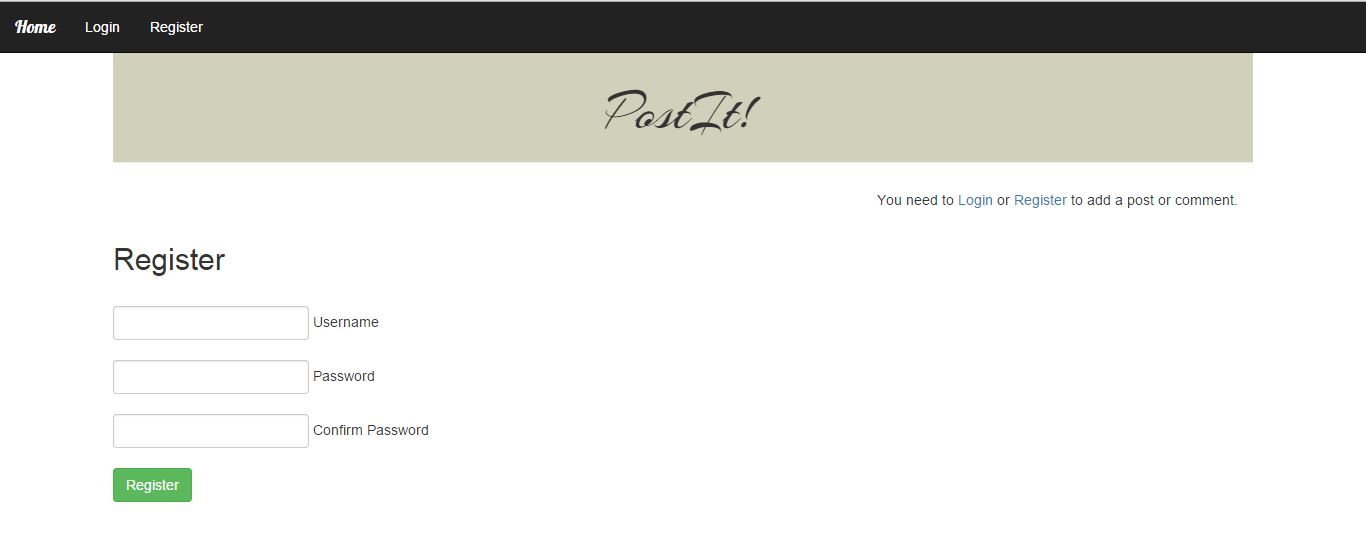 Home Login Register
PostIt!
You need to Login or Register to add a post or comment.
Register
Username
Password
Confirm Password
Register